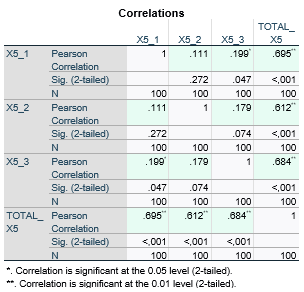 Correlations
X5_1 X5_2 X5_3 TOTAL_X5
X5_1 Pearson Correlation 1 .111 .199* .695**
Sig. (2-tailed) .272 .047 <.001
N 100 100 100 100
X5_2 Pearson Correlation .111 1 .179 .612**
Sig. (2-tailed) .272 .074 <.001
N 100 100 100 100
X5_3 Pearson Correlation .199* .179 1 .684**
Sig. (2-tailed) .047 .074 <.001
N 100 100 100 100
TOTAL_X5 Pearson Correlation .695** .612** .684** 1
Sig. (2-tailed) <.001 <.001 <.001
N 100 100 100 100
*. Correlation is significant at the 0.05 level (2-tailed).
**. Correlation is significant at the 0.01 level (2-tailed).